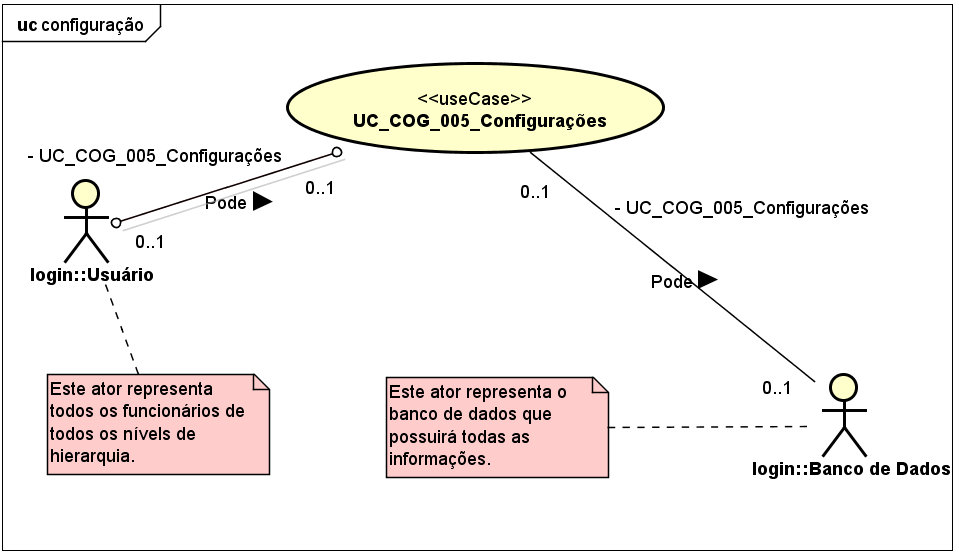 uc configuração
<<useCase>>
UC_COG_005_Configurações
- UC_COG_005_Configurações
0..1
Pode
0..1
login::Usuário
0..1
- UC_COG_005_Configurações
Pode
0..1
login::Banco de Dados
Este ator representa
todos os funcionários de
todos os nívels de
hierarquia.
Este ator representa o
banco de dados que
possuirá todas as
informações.